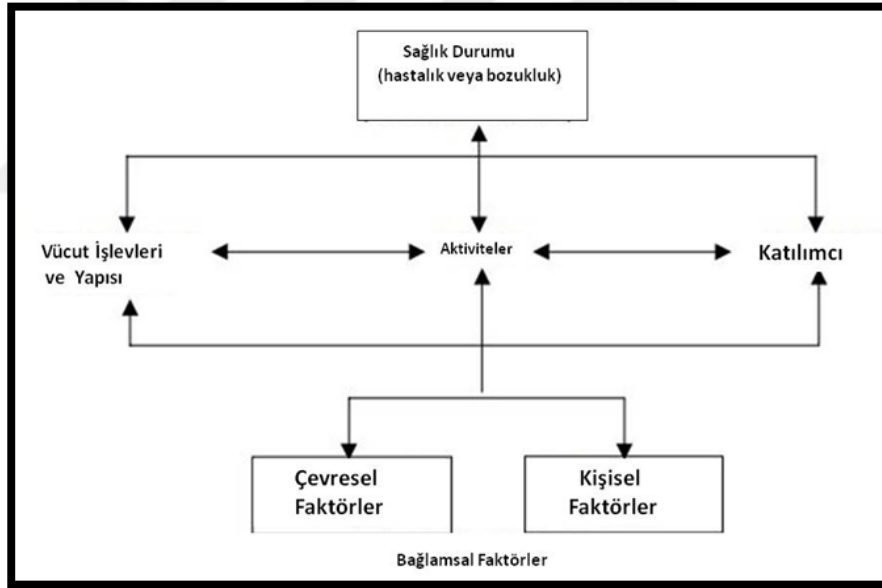 Sağlık Durumu
(hastalık veya bozukluk)
Vücut İşlevleri
ve Yapısı
Aktiviteler
Katılımcı
Çevresel
Faktörler
Kişisel
Faktörler
Bağlamsal Faktörler